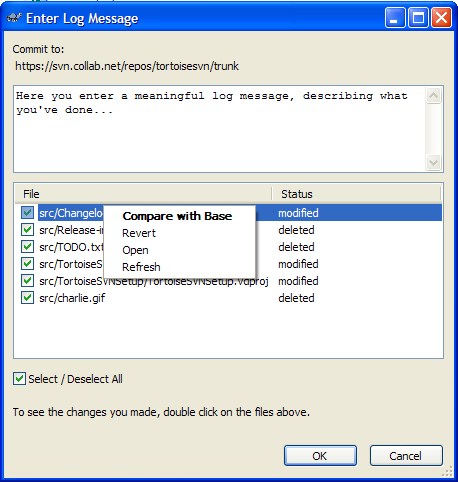 Enter Log Message
Commit to:
https://svn.collab.net/repos/tortoisesvn/trunk
Here you enter a meaningful log message, describing what
you've done...
File Status
src/Changelo modified
src/Release-in deleted
src/TODO.txt deleted
src/TortoiseS modified
src/TortoiseSVNSetup/TortoiseSVNSetup.vdproj modified
src/charlie.gif deleted
Compare with Base
Revert
Open
Refresh
Select / Deselect All
To see the changes you made, double click on the files above.
OK Cancel